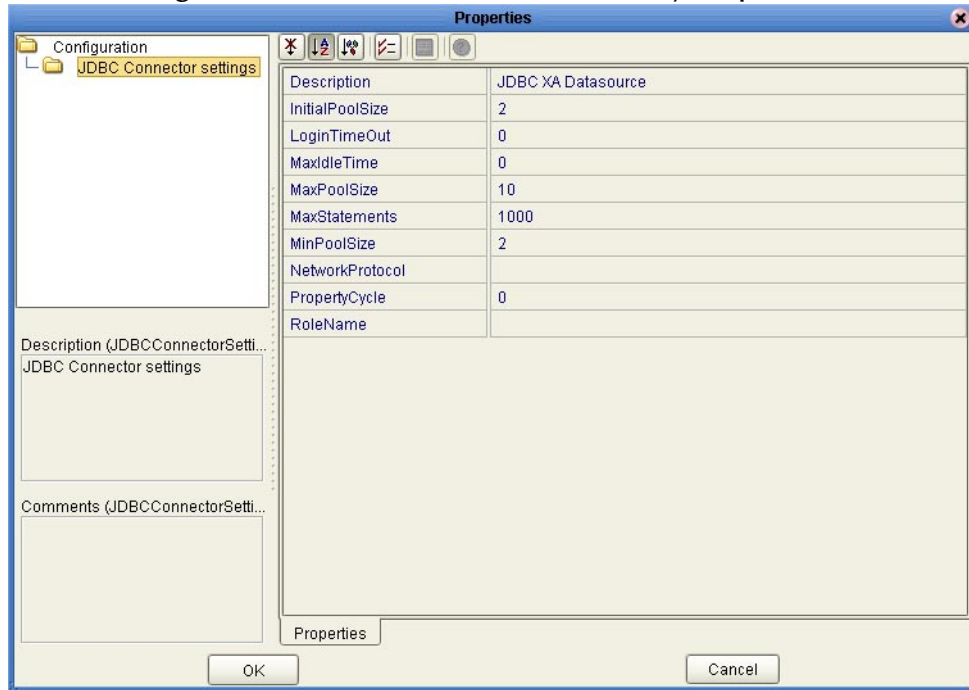 Properties
Configuration
JDBC Connector settings
Description JDBC XA Datasource
InitialPoolSize 2
LoginTimeOut 0
MaxIdleTime 0
MaxPoolSize 10
MaxStatements 1000
MinPoolSize 2
NetworkProtocol
PropertyCycle 0
RoleName
Description (JDBCConnectorSetti...
JDBC Connector settings
Comments (JDBCConnectorSetti...
Properties
OK Cancel